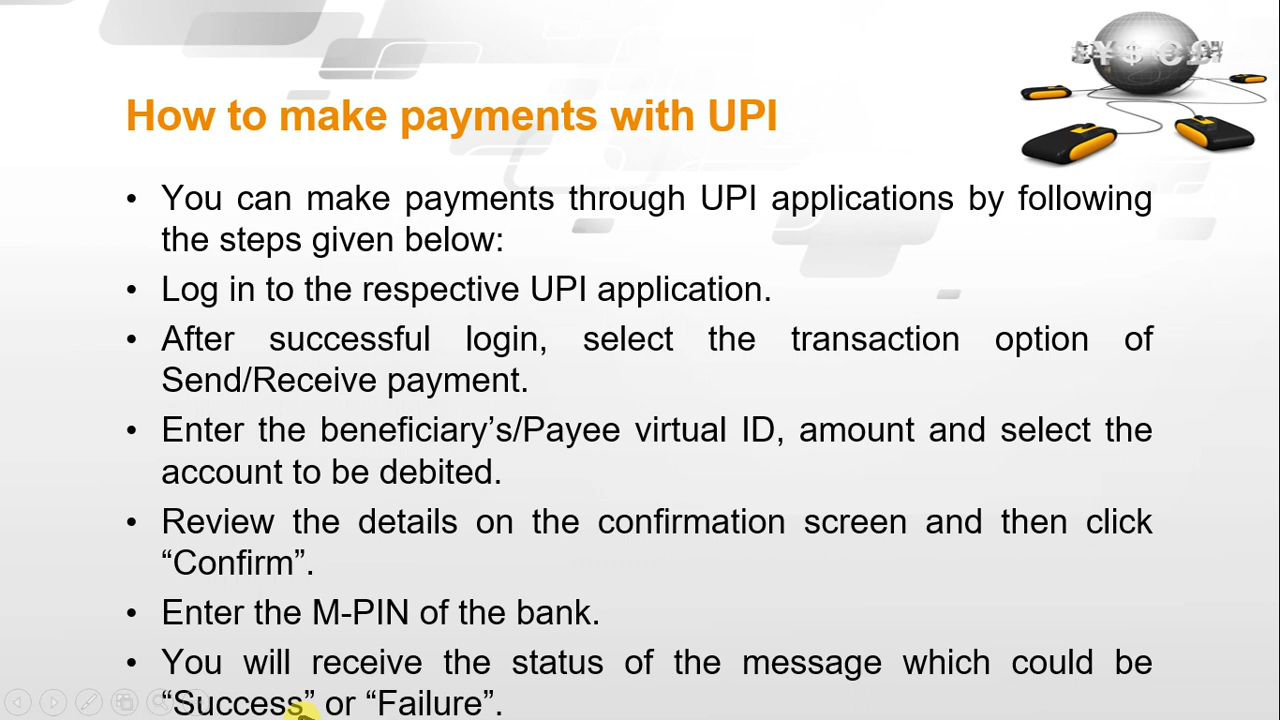 How to make payments with UPI
• You can make payments through UPI applications by following
the steps given below:
• Log in to the respective UPI application.
• After successful login, select the transaction option of
Send/Receive payment.
• Enter the beneficiary’s/Payee virtual ID, amount and select the
account to be debited.
• Review the details on the confirmation screen and then click
“Confirm”.
• Enter the M-PIN of the bank.
• You will receive the status of the message which could be
“Success” or “Failure”.